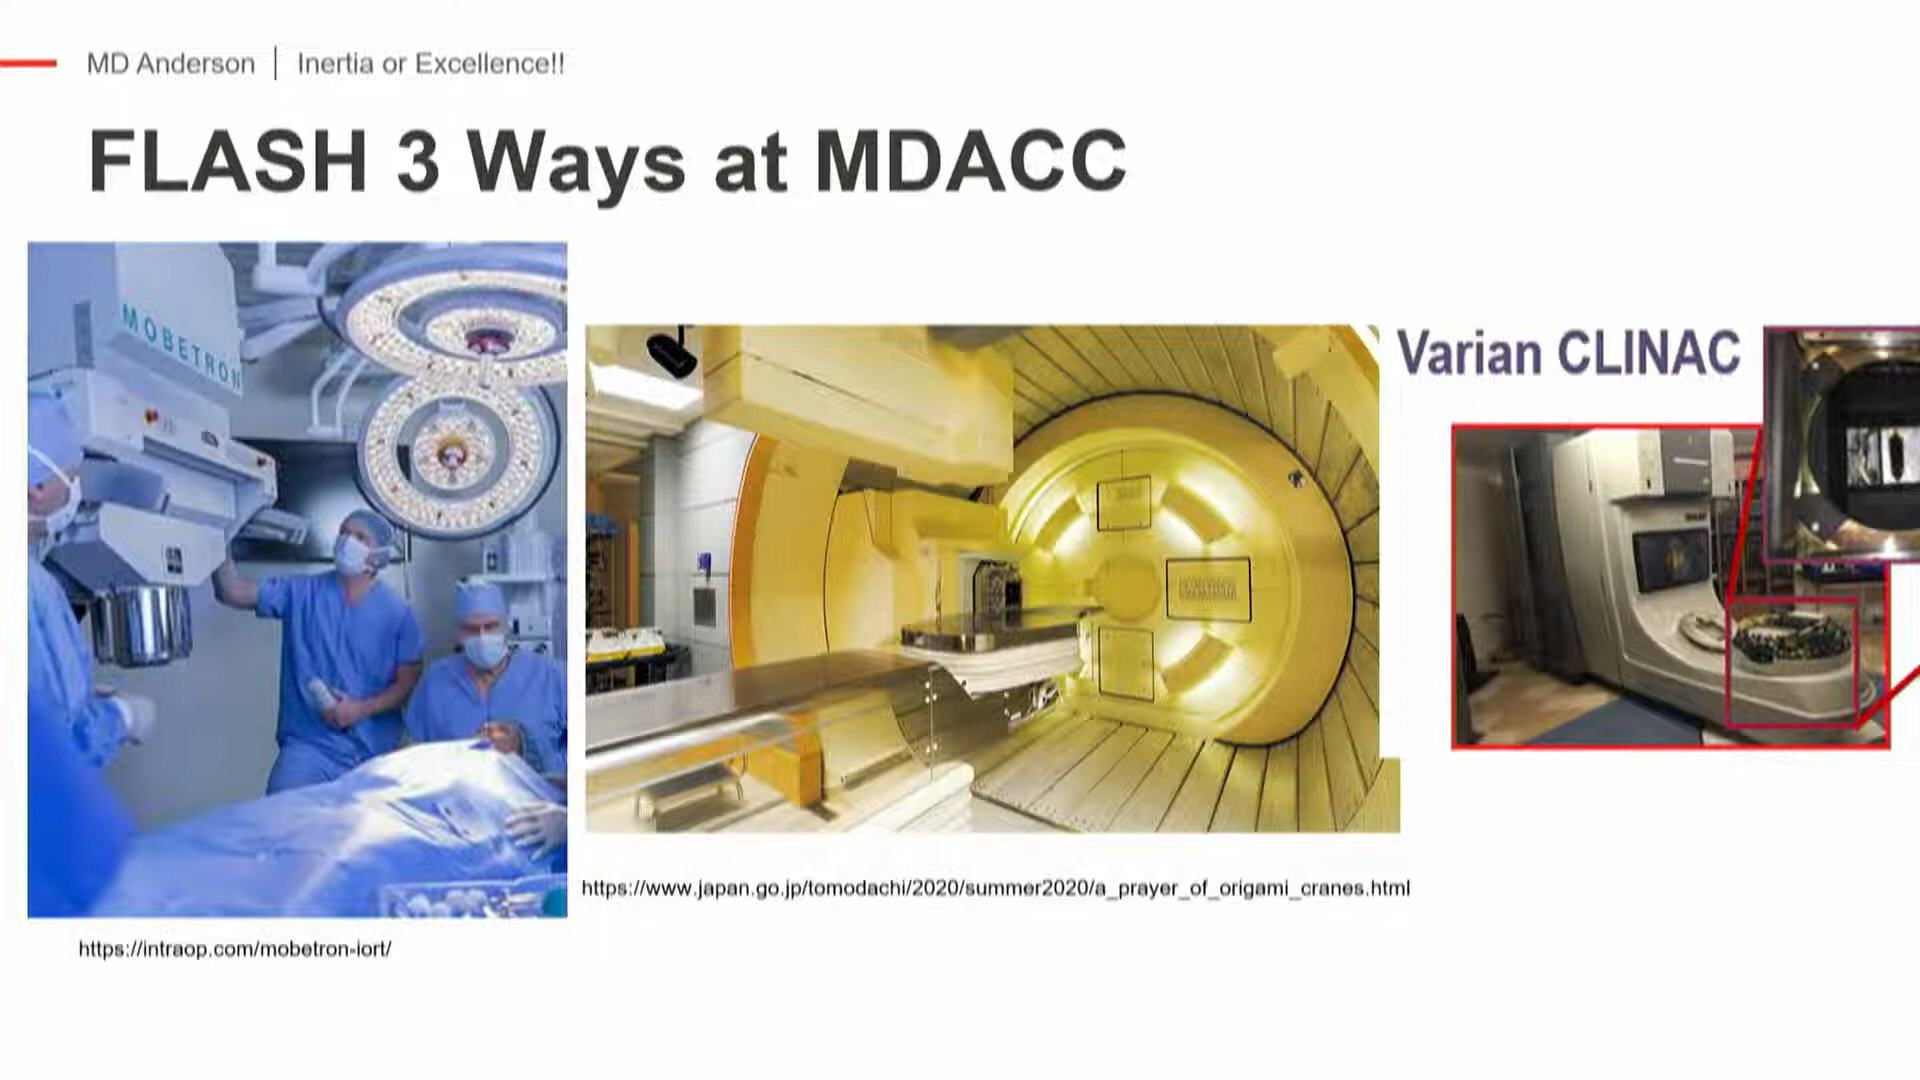 MD Anderson | Inertia or Excellence!!
FLASH 3 Ways at MDACC
MOBETRON
Varian CLINAC
https://www.japan.go.jp/tomodachi/2020/summer2020/a_prayer_of_origami_cranes.html
https://intraop.com/mobetron-iort/